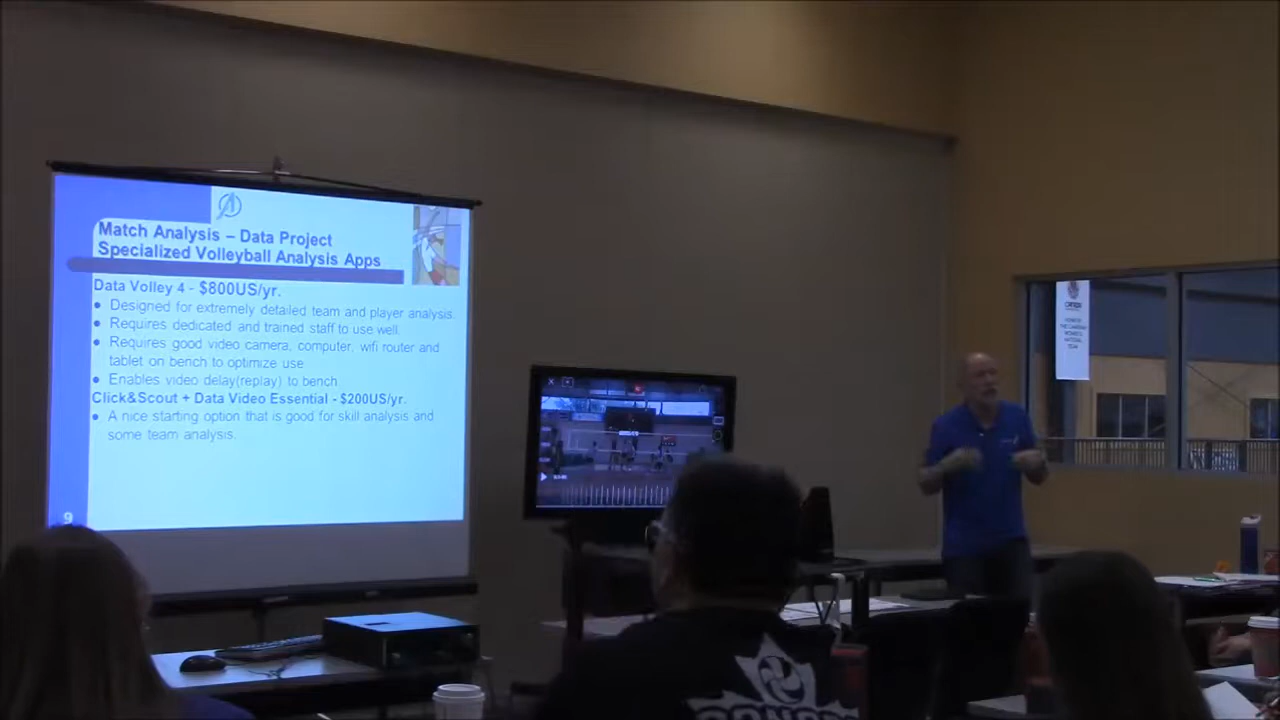 Match Analysis – Data Project
Specialized Volleyball Analysis Apps
Data Volley 4 - $800US/yr.
● Designed for extremely detailed team and player analysis.
● Requires dedicated and trained staff to use well.
● Requires good video camera, computer, wifi router and
tablet on bench to optimize use
● Enables video delay(replay) to bench
Click&Scout + Data Video Essential - $200US/yr.
● A nice starting option that is good for skill analysis and
some team analysis.
9